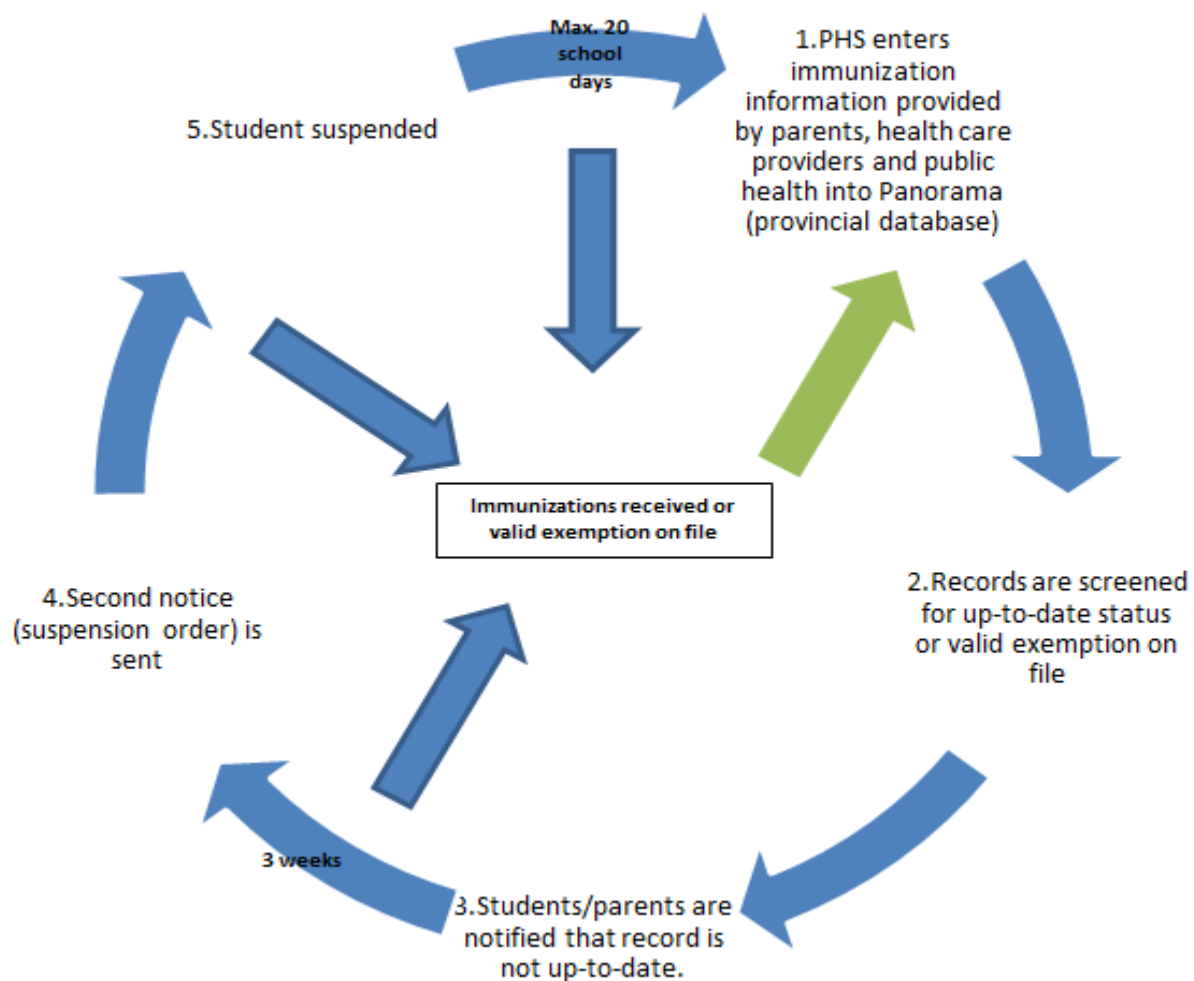 Max. 20
school
days
1.PHS enters
immunization
information provided
by parents, health care
providers and public
health into Panorama
(provincial database)
2.Records are screened
for up-to-date status
or valid exemption on
file
3.Students/parents are
notified that record is
not up-to-date.
3 weeks
4.Second notice
(suspension order) is
sent
5.Student suspended
Immunizations received or
valid exemption on file